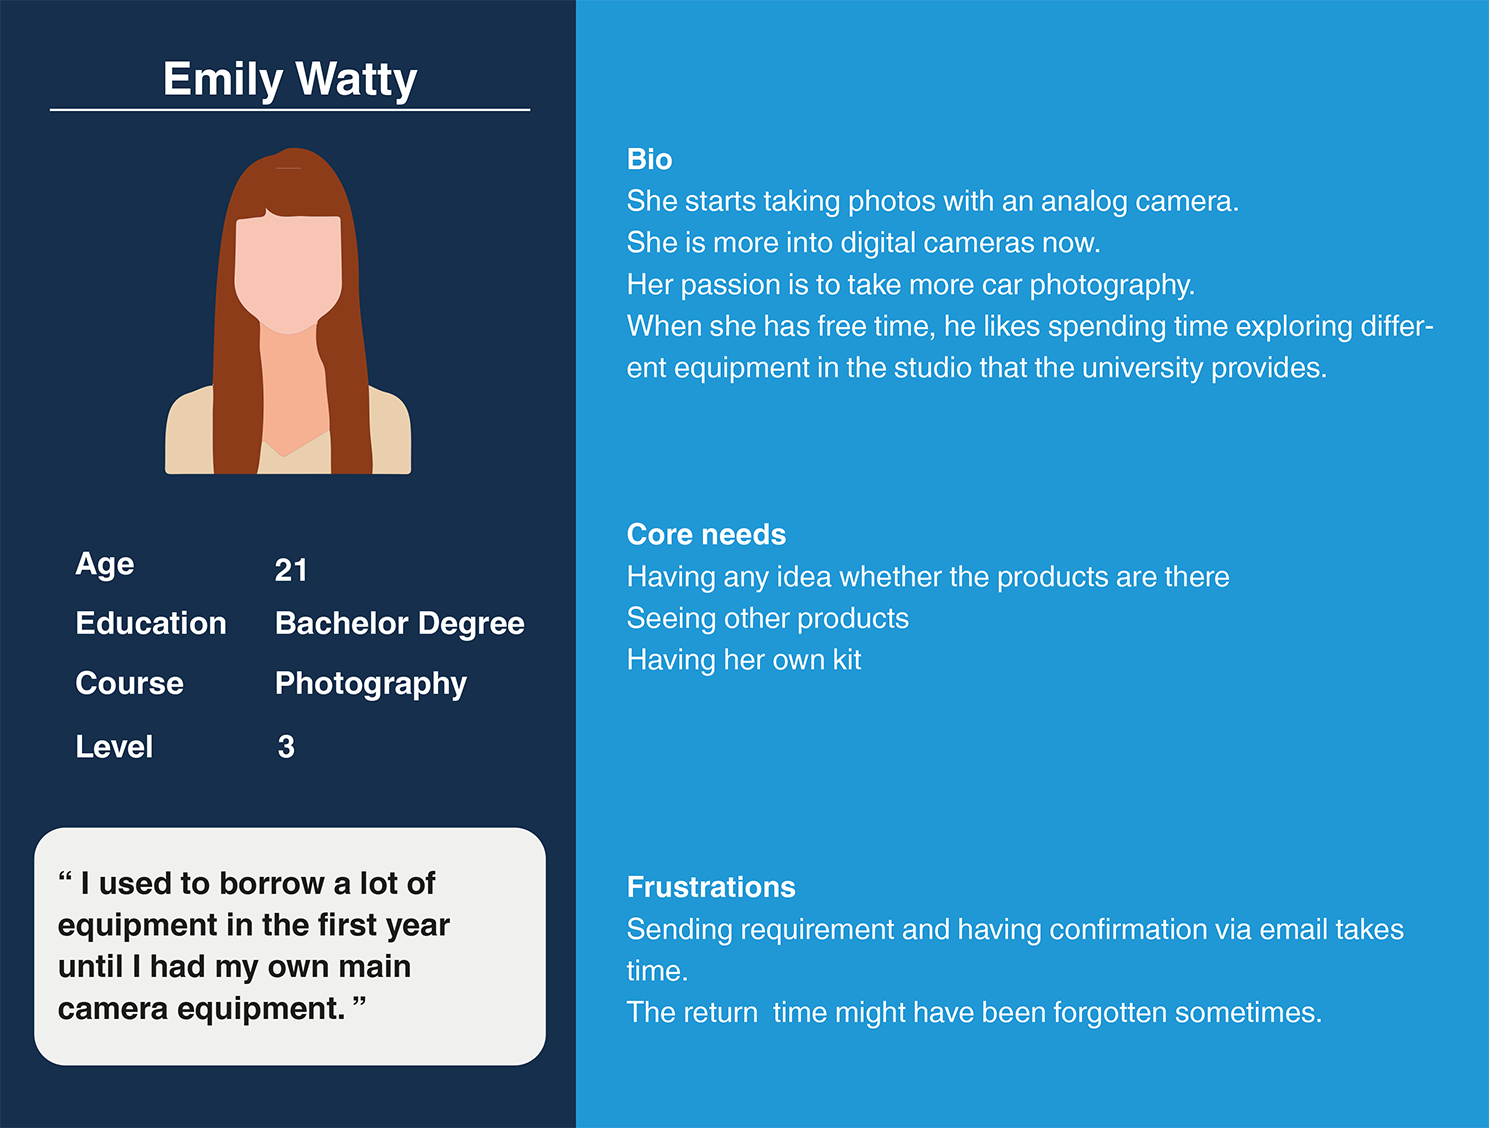 Emily Watty
Age 21
Education Bachelor Degree
Course Photography
Level 3
“ I used to borrow a lot of
equipment in the first year
until I had my own main
camera equipment. ”
Bio
She starts taking photos with an analog camera.
She is more into digital cameras now.
Her passion is to take more car photography.
When she has free time, he likes spending time exploring differ-
ent equipment in the studio that the university provides.
Core needs
Having any idea whether the products are there
Seeing other products
Having her own kit
Frustrations
Sending requirement and having confirmation via email takes
time.
The return  time might have been forgotten sometimes.